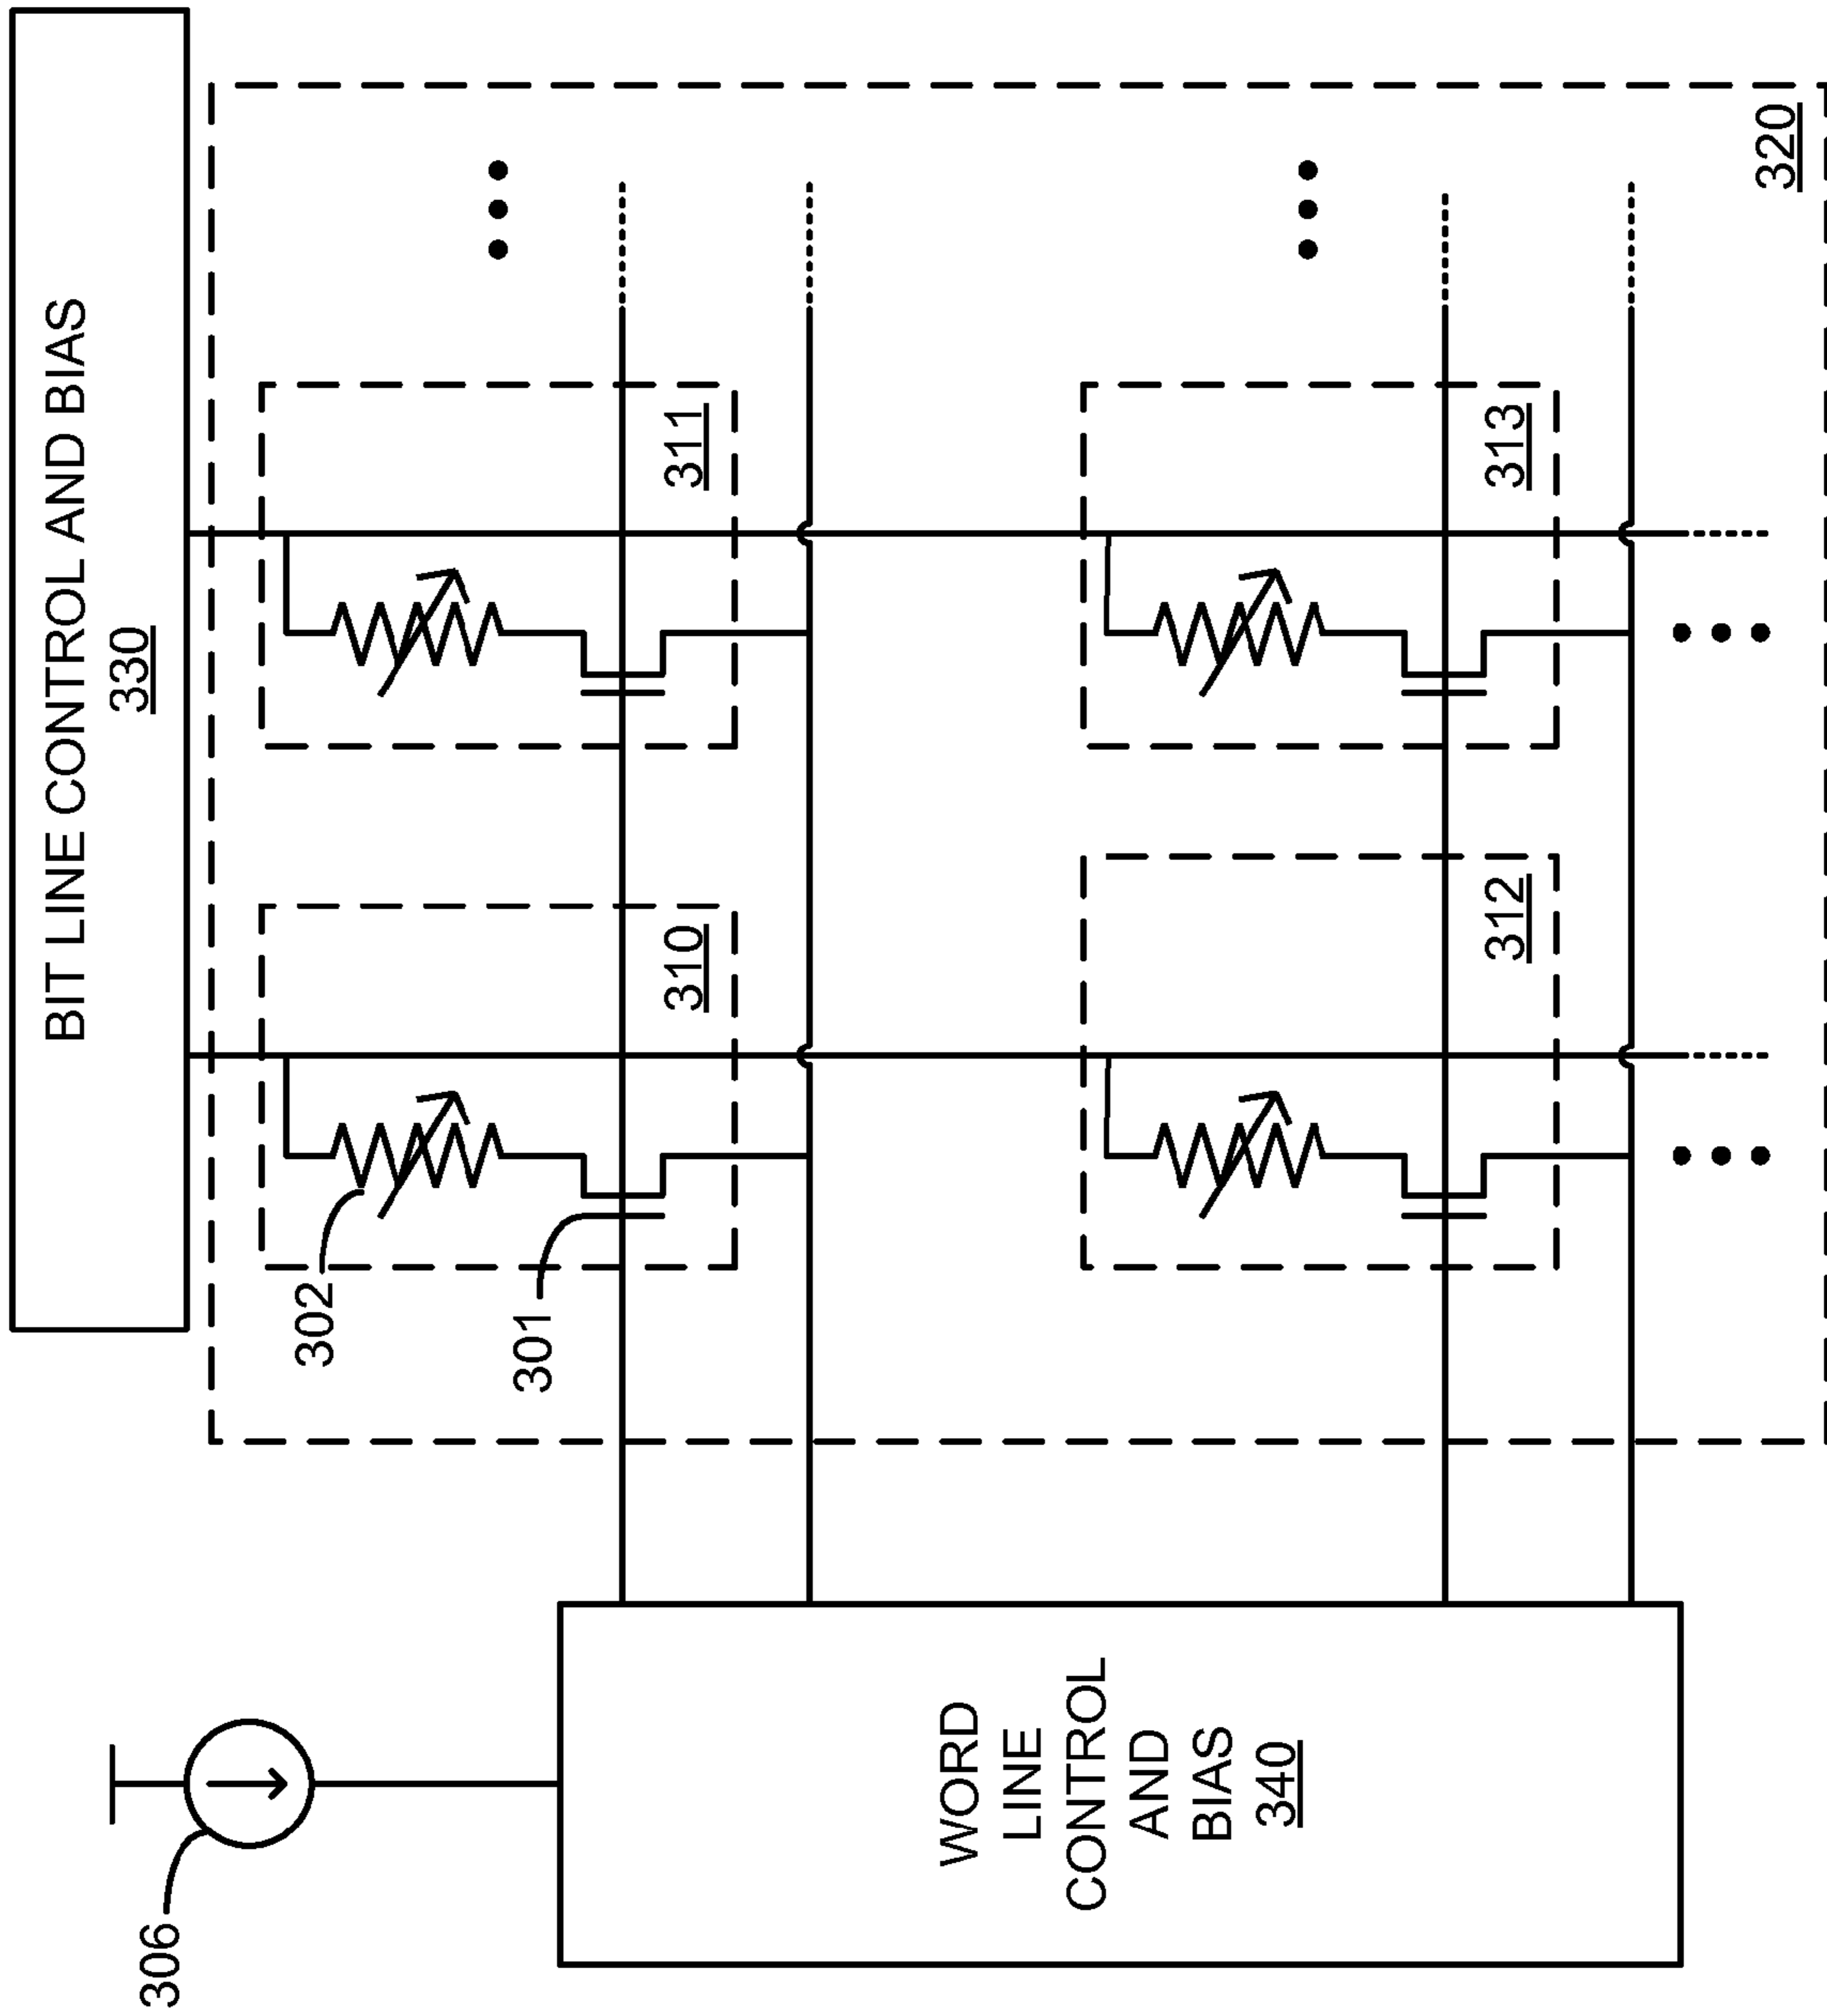 BIT LINE CONTROL AND BIAS
330
306
302
301
310
311
312
313
320
WORD
LINE
CONTROL
AND
BIAS
340